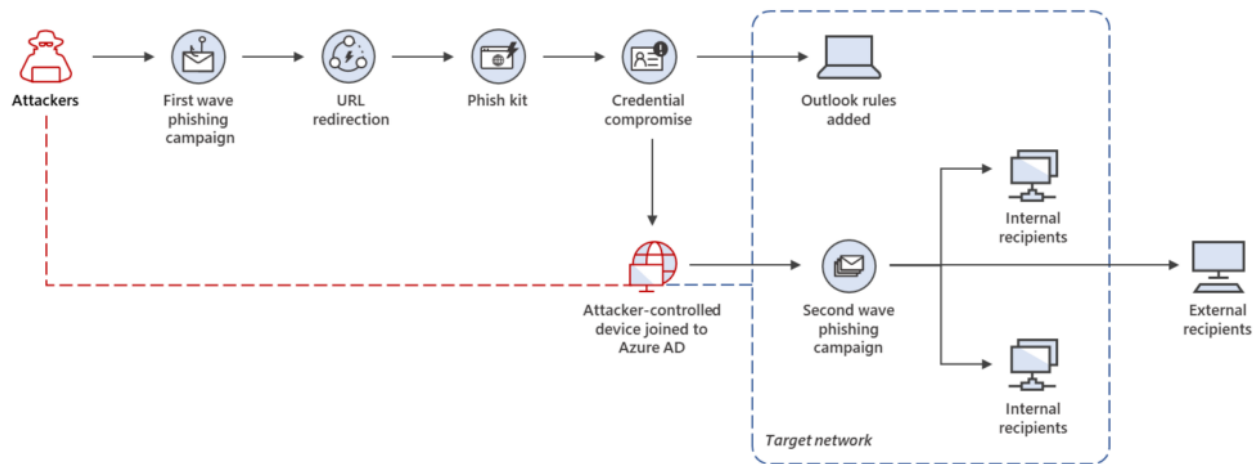 Attackers
First wave
phishing
campaign
URL
redirection
Phish kit
Credential
compromise
Outlook rules
added
Internal
recipients
Attacker-controlled
device joined to
Azure AD
Second wave
phishing
campaign
External
recipients
Internal
recipients
Target network